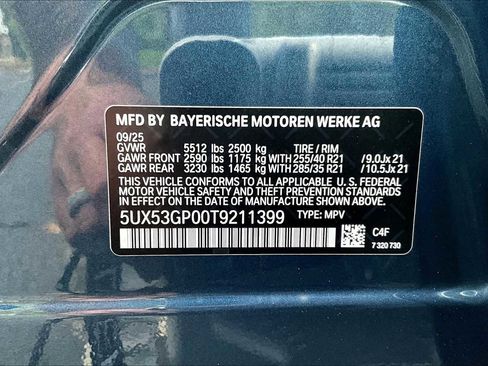 MFD BY BAYERISCHE MOTOREN WERKE AG
09/25
GVWR 5512 lbs 2500 kg TIRE / RIM
GAWR FRONT 2590 lbs 1175 kg WITH 255/40 R21 / 9.0Jx 21
GAWR REAR 3230 lbs 1465 kg WITH 285/35 R21 / 10.5Jx 21
THIS VEHICLE CONFORMS TO ALL APPLICABLE U.S. FEDERAL
MOTOR VEHICLE SAFETY AND THEFT PREVENTION STANDARDS
IN EFFECT ON THE DATE OF MANUFACTURE SHOWN ABOVE.
5UX53GP00T9211399 TYPE: MPV
C4F
7 320 730